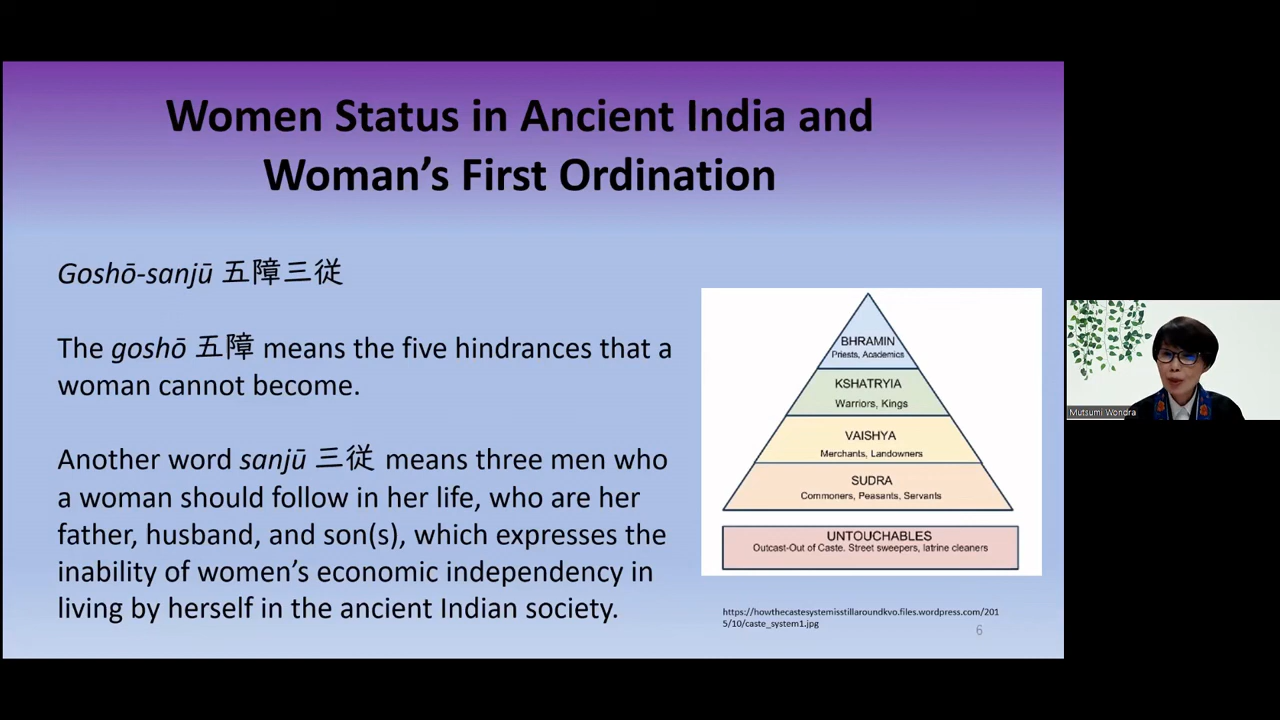 Women Status in Ancient India and
Woman’s First Ordination
Goshō-sanjū 五障三従
The goshō 五障 means the five hindrances that a
woman cannot become.
Another word sanjū 三従 means three men who
a woman should follow in her life, who are her
father, husband, and son(s), which expresses the
inability of women’s economic independency in
living by herself in the ancient Indian society.
BHRAMIN
Priests, Academics
KSHATRYIA
Warriors, Kings
VAISHYA
Merchants, Landowners
SUDRA
Commoners, Peasants, Servants
UNTOUCHABLES
Outcast-Out of Caste. Street sweepers, latrine cleaners
https://howthecastesystemisstillaroundkvo.files.wordpress.com/201
5/10/caste_system1.jpg
6
Mutsumi Wondra